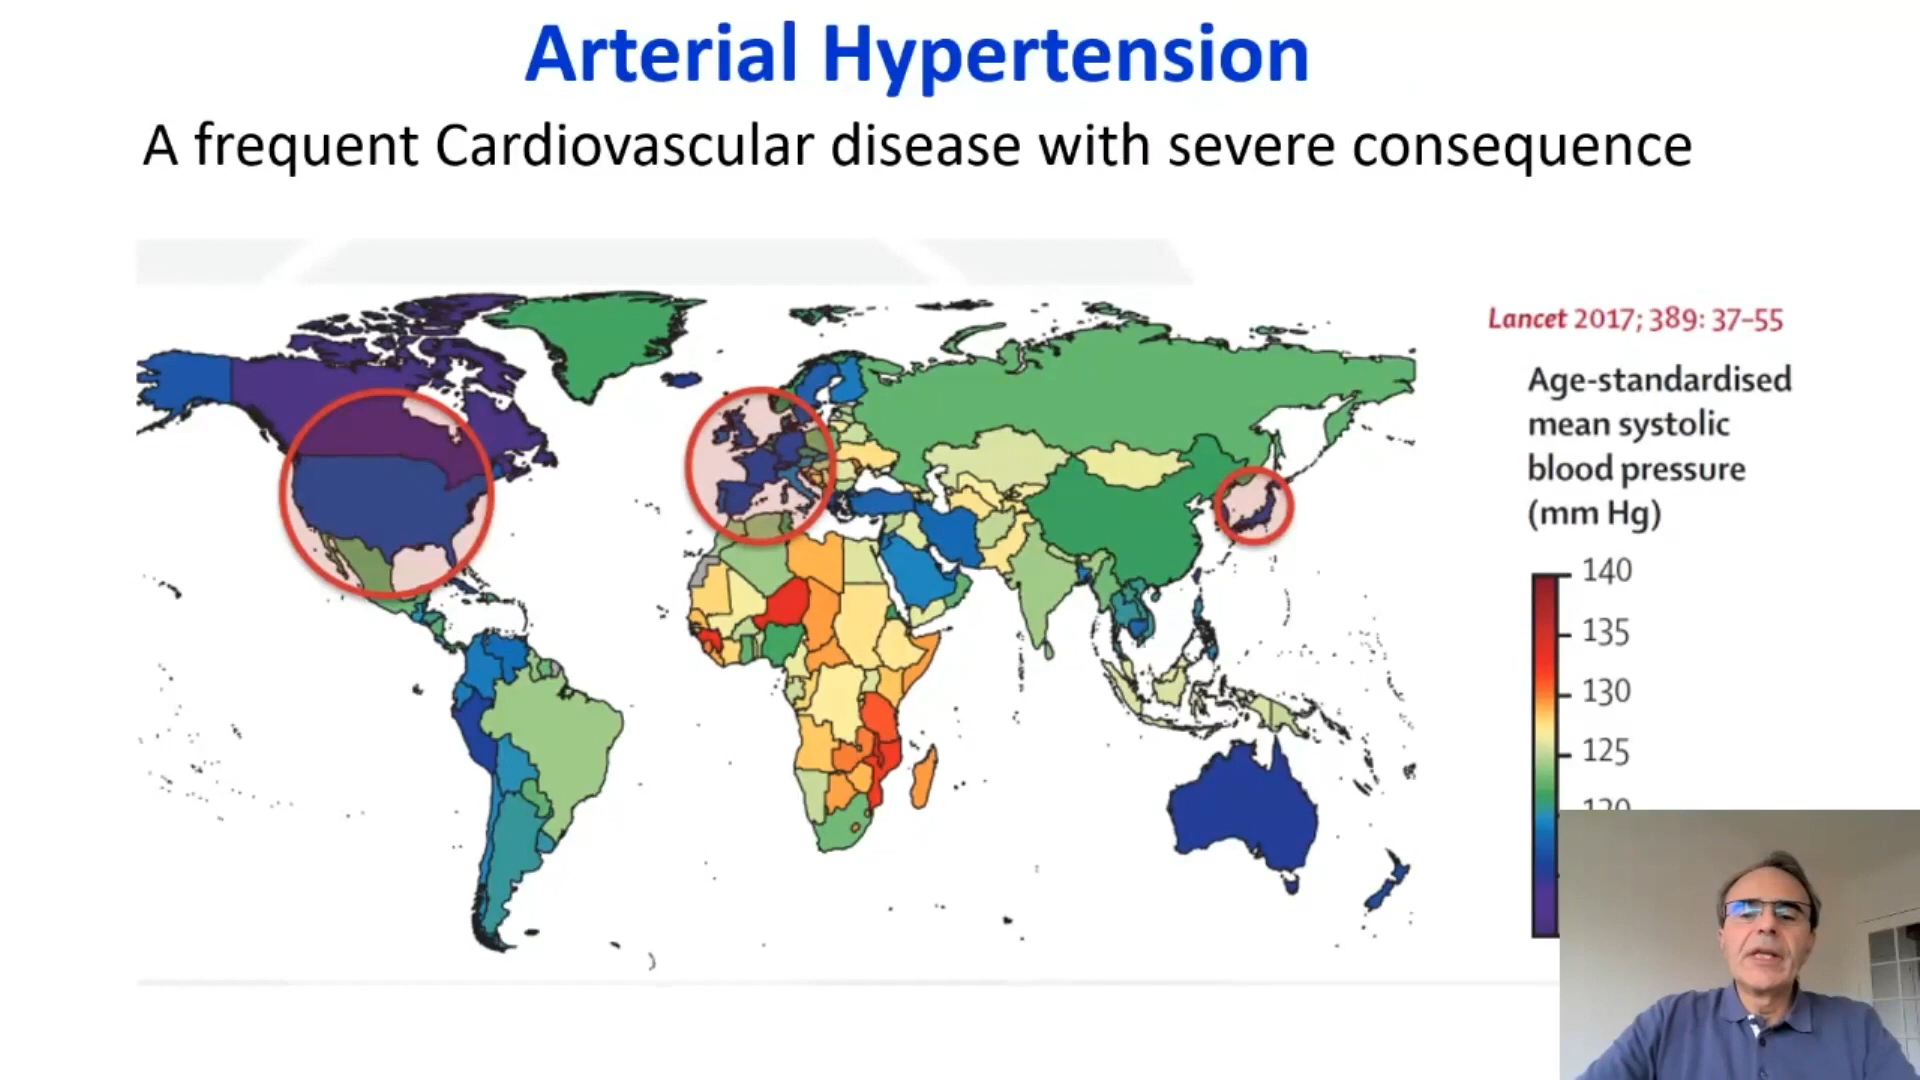 Arterial Hypertension
A frequent Cardiovascular disease with severe consequence
Lancet 2017; 389: 37–55
Age-standardised
mean systolic
blood pressure
(mm Hg)
140
135
130
125
120